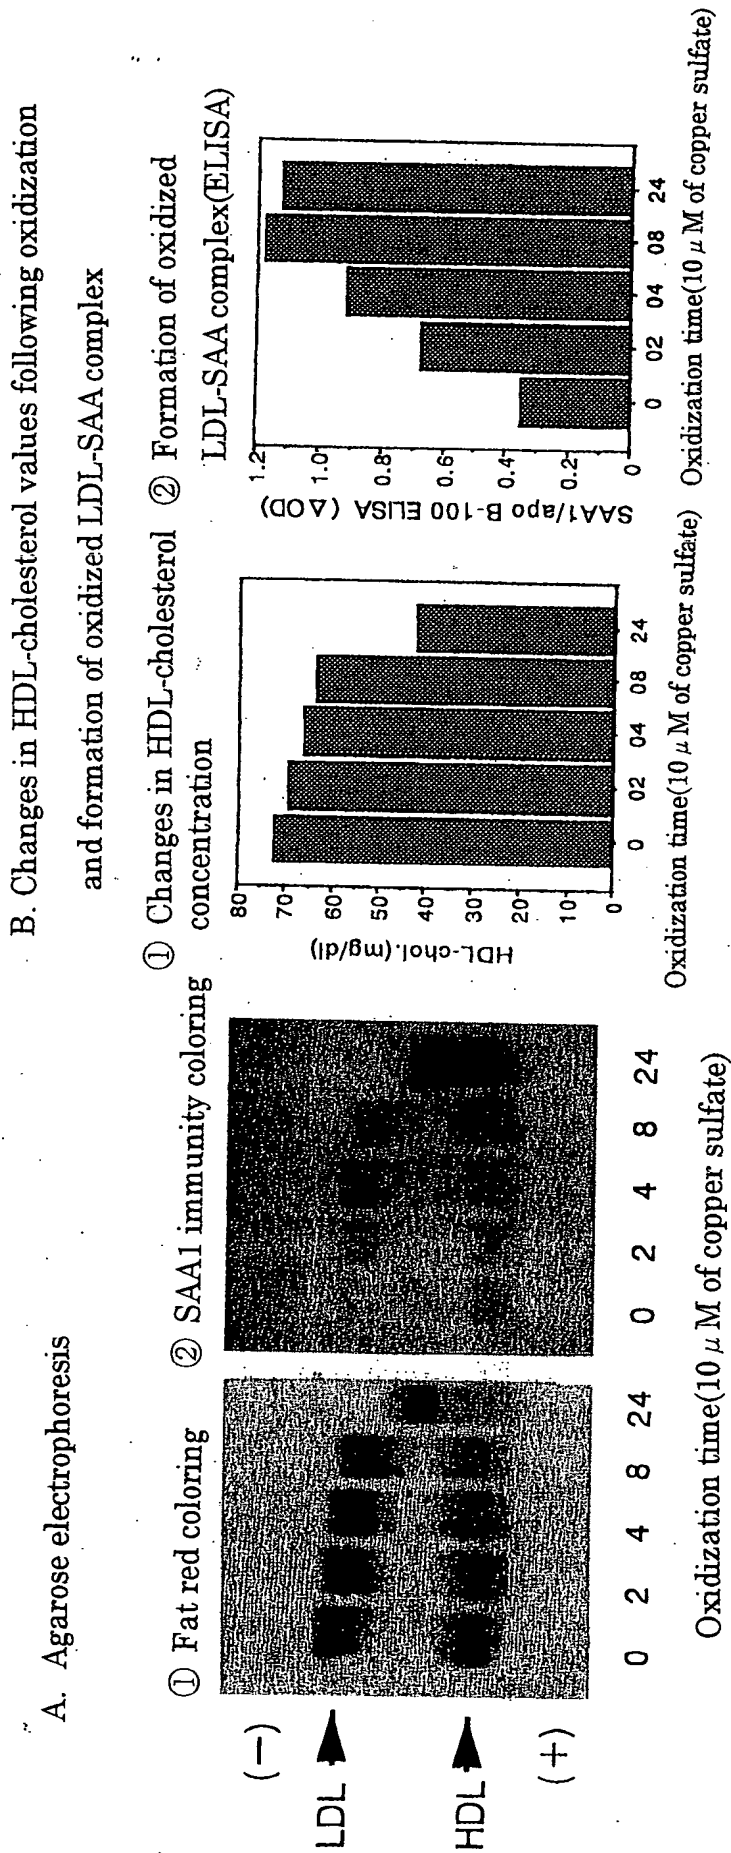 A. Agarose electrophoresis
① Fat red coloring
② SAA1 immunity coloring
(−)
LDL
HDL
(+)
0 2 4 8 24
0 2 4 8 24
Oxidization time(10 μM of copper sulfate)
B. Changes in HDL-cholesterol values following oxidization
and formation of oxidized LDL-SAA complex
① Changes in HDL-cholesterol
concentration
HDL-chol.(mg/dl)
80
70
60
50
40
30
20
10
0
0 02 04 08 24
Oxidization time(10 μM of copper sulfate)
② Formation of oxidized
LDL-SAA complex(ELISA)
SAA1/apo B-100 ELISA (ΔOD)
1.2
1.0
0.8
0.6
0.4
0.2
0
0 02 04 08 24
Oxidization time(10 μM of copper sulfate)